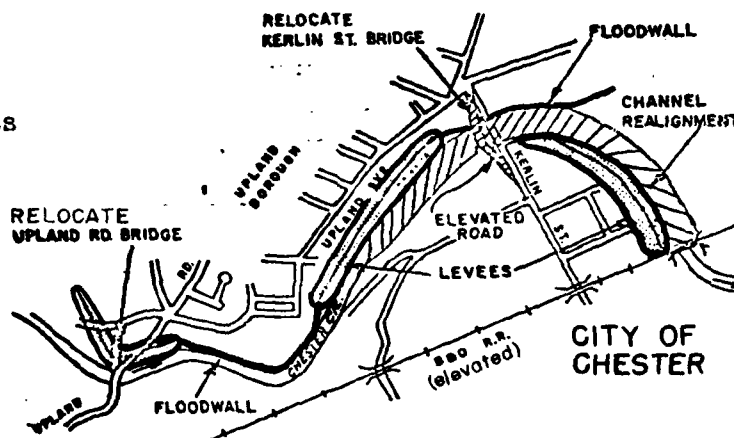 RELOCATE
KERLIN ST. BRIDGE
FLOODWALL
CHANNEL
REALIGNMENT
UPLAND
BOROUGH
UPLAND AVE
KERLIN
ST.
RELOCATE
UPLAND RD. BRIDGE
ELEVATED
ROAD
RD.
LEVEES
CHESTER CR.
B&O R.R.
(elevated)
CITY OF
CHESTER
FLOODWALL
UPLAND